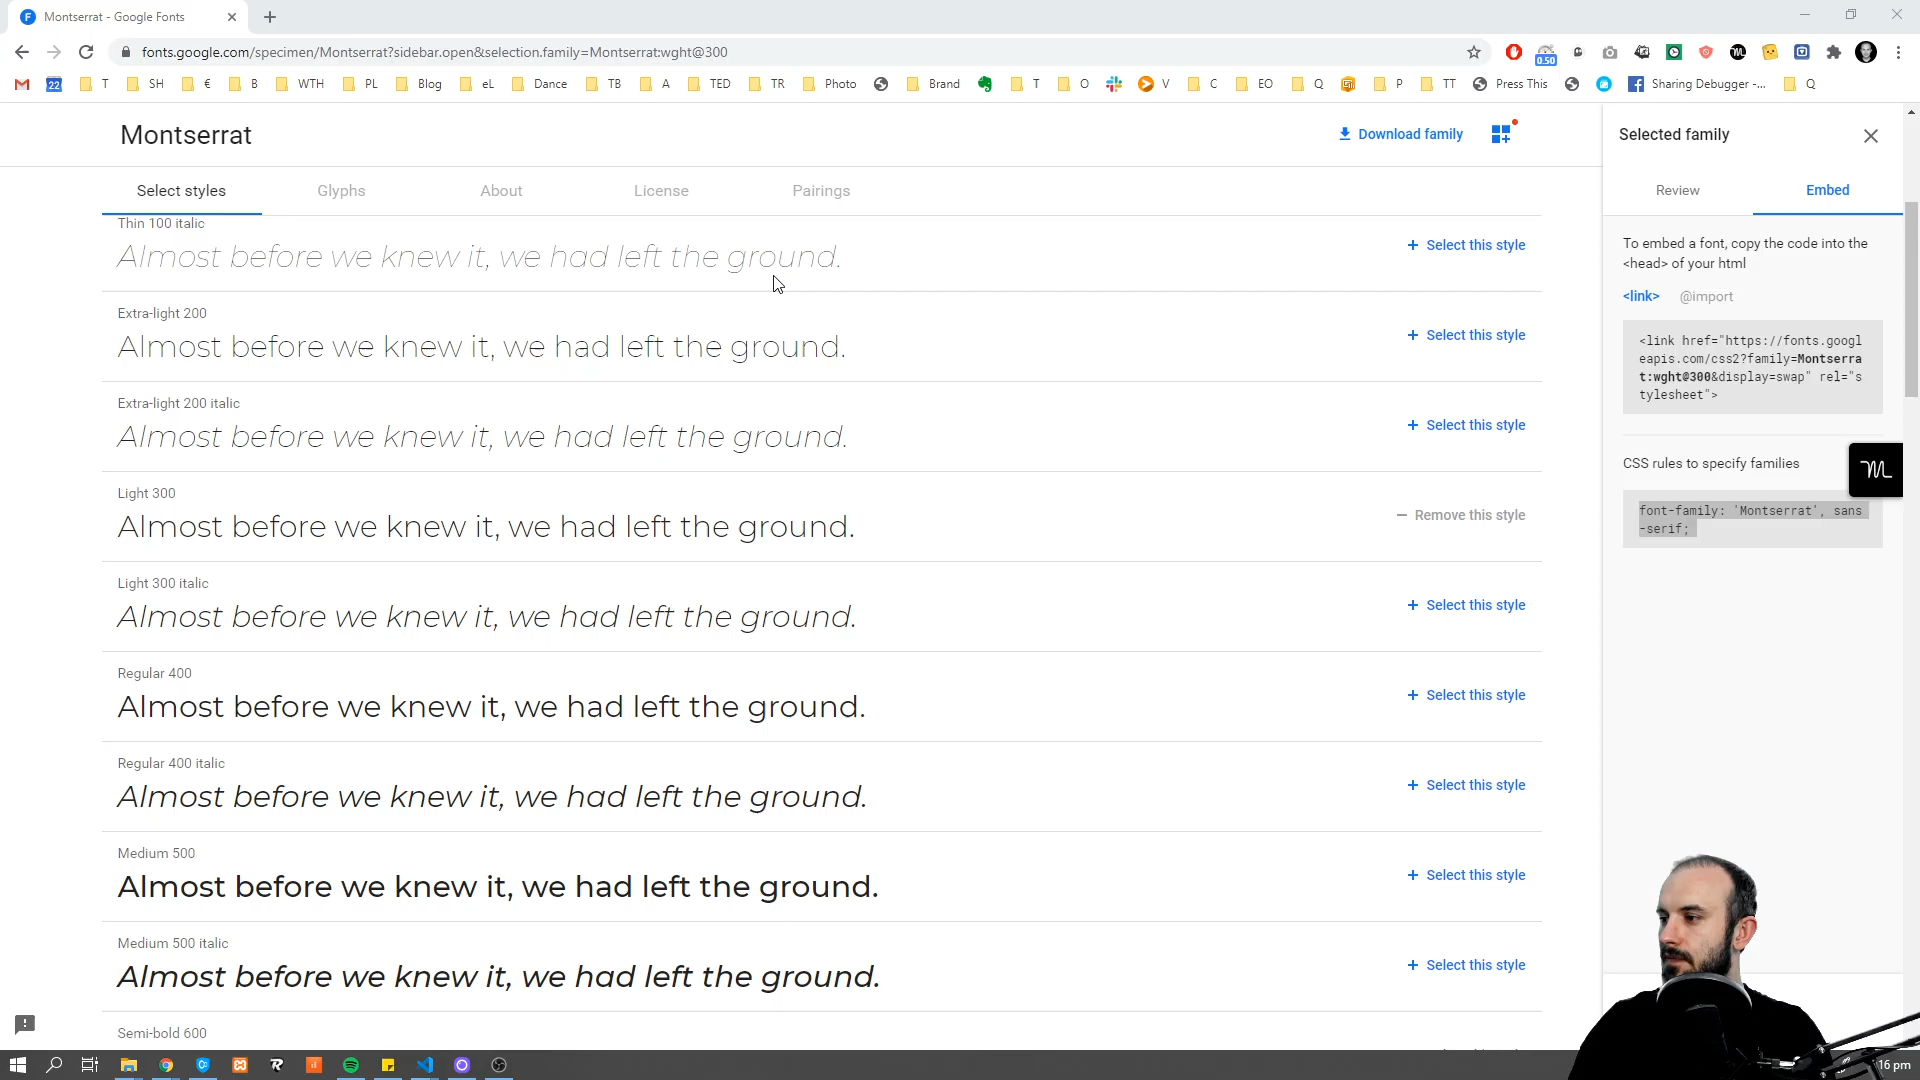 Montserrat - Google Fonts
fonts.google.com/specimen/Montserrat?sidebar.open&selection.family=Montserrat:wght@300
0.50
22
T
SH
€
B
WTH
PL
Blog
eL
Dance
TB
A
TED
TR
Photo
Brand
T
O
V
C
EO
Q
P
TT
Press This
Sharing Debugger -...
Q
Montserrat
Download family
Select styles
Glyphs
About
License
Pairings
Thin 100 italic
Almost before we knew it, we had left the ground.
Select this style
Extra-light 200
Almost before we knew it, we had left the ground.
Select this style
Extra-light 200 italic
Almost before we knew it, we had left the ground.
Select this style
Light 300
Almost before we knew it, we had left the ground.
Remove this style
Light 300 italic
Almost before we knew it, we had left the ground.
Select this style
Regular 400
Almost before we knew it, we had left the ground.
Select this style
Regular 400 italic
Almost before we knew it, we had left the ground.
Select this style
Medium 500
Almost before we knew it, we had left the ground.
Select this style
Medium 500 italic
Almost before we knew it, we had left the ground.
Select this style
Semi-bold 600
Selected family
Review
Embed
To embed a font, copy the code into the
<head> of your html
<link>
@import
<link href="https://fonts.googl
eapis.com/css2?family=Montserra
t:wght@300&display=swap" rel="s
tylesheet">
CSS rules to specify families
font-family: 'Montserrat', sans
-serif;
16 pm